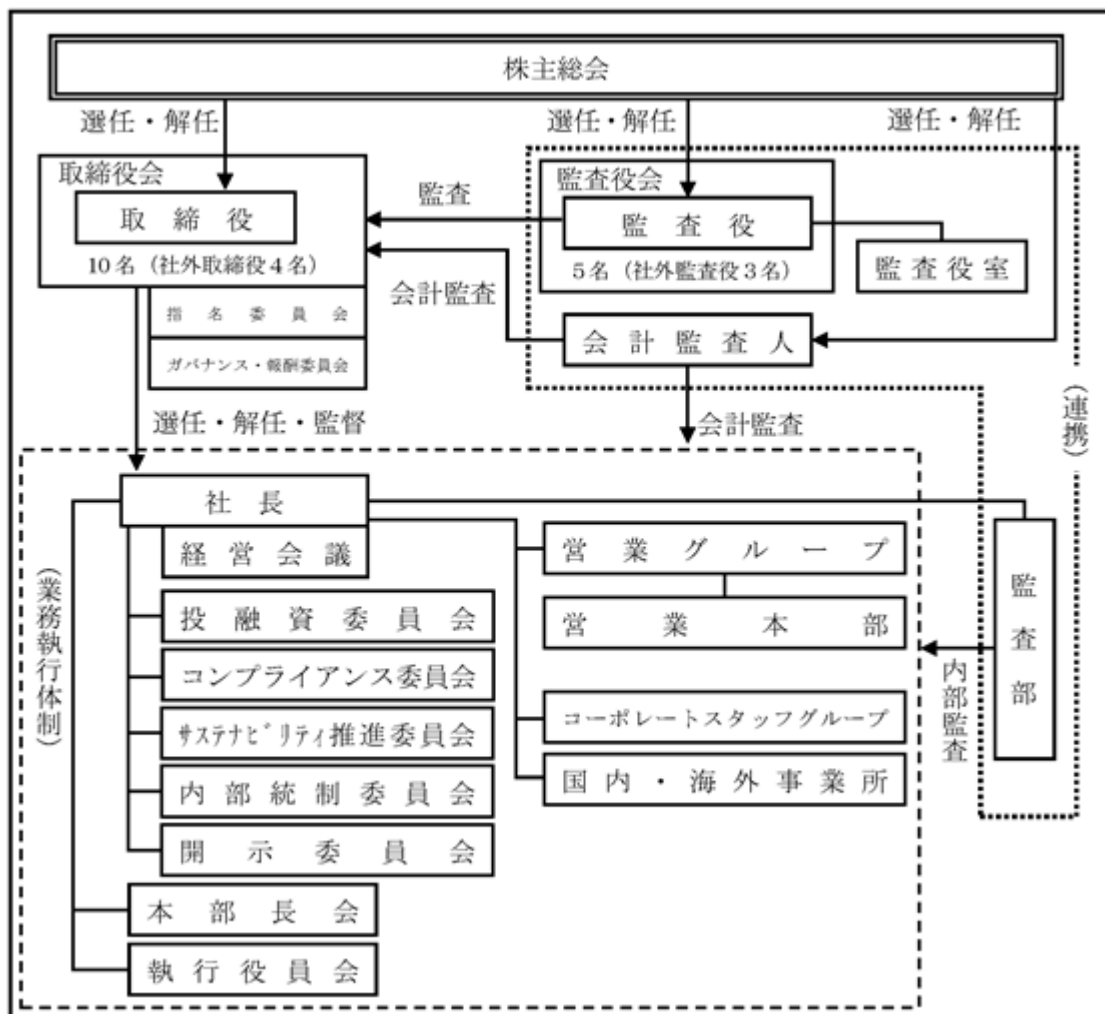 株主総会
選任・解任
選任・解任
選任・解任
取締役会
取締役
10名（社外取締役４名）
指名委員会
ガバナンス・報酬委員会
監査
会計監査
監査役会
監査役
５名（社外監査役３名）
監査役室
会計監査人
（連携）
選任・解任・監督
会計監査
（業務執行体制）
社長
経営会議
投融資委員会
コンプライアンス委員会
ｻｽﾃﾅﾋﾞﾘﾃｨ推進委員会
内部統制委員会
開示委員会
本部長会
執行役員会
営業グループ
営業本部
コーポレートスタッフグループ
国内・海外事業所
内部監査
監査部